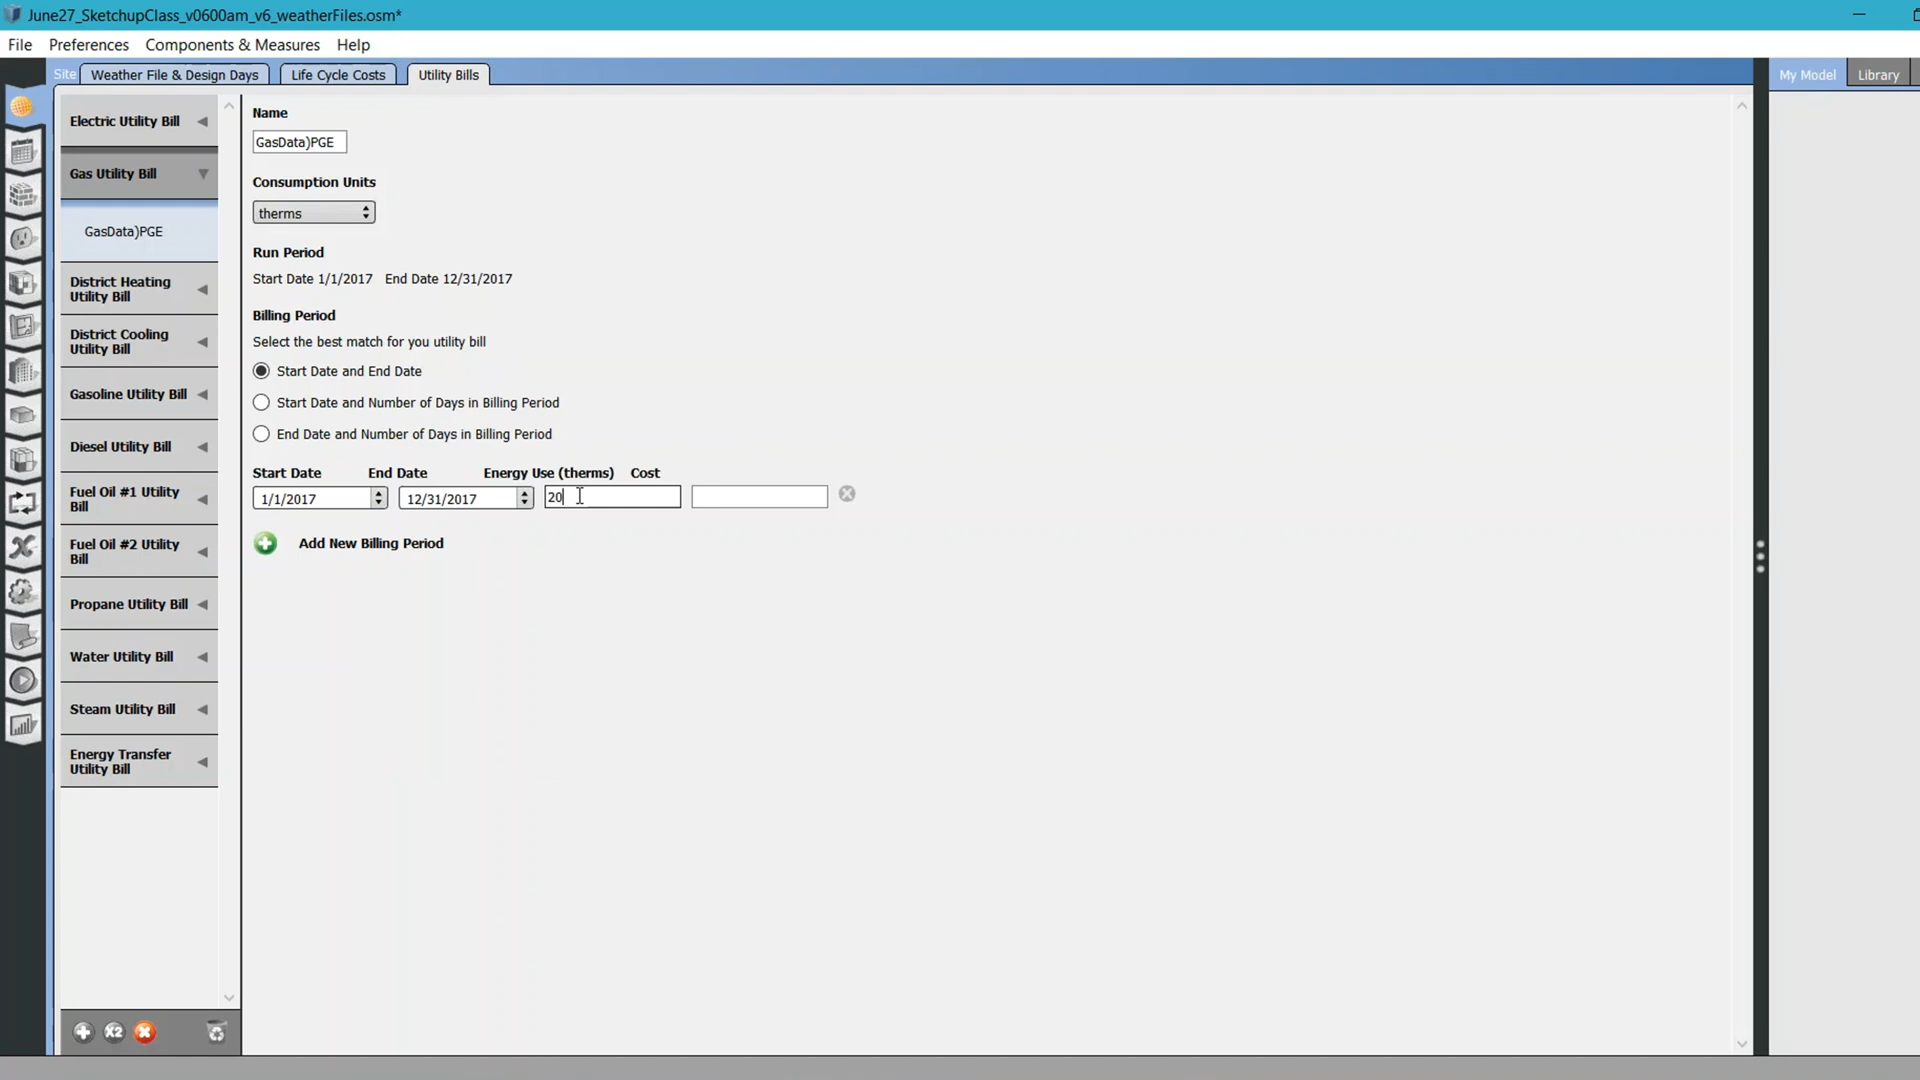 June27_SketchupClass_v0600am_v6_weatherFiles.osm*
File Preferences Components & Measures Help
Site Weather File & Design Days Life Cycle Costs Utility Bills My Model Library
Electric Utility Bill
Gas Utility Bill
GasData)PGE
District Heating
Utility Bill
District Cooling
Utility Bill
Gasoline Utility Bill
Diesel Utility Bill
Fuel Oil #1 Utility
Bill
Fuel Oil #2 Utility
Bill
Propane Utility Bill
Water Utility Bill
Steam Utility Bill
Energy Transfer
Utility Bill
X2
Name
GasData)PGE
Consumption Units
therms
Run Period
Start Date 1/1/2017 End Date 12/31/2017
Billing Period
Select the best match for you utility bill
Start Date and End Date
Start Date and Number of Days in Billing Period
End Date and Number of Days in Billing Period
Start Date End Date Energy Use (therms) Cost
1/1/2017 12/31/2017 20
Add New Billing Period